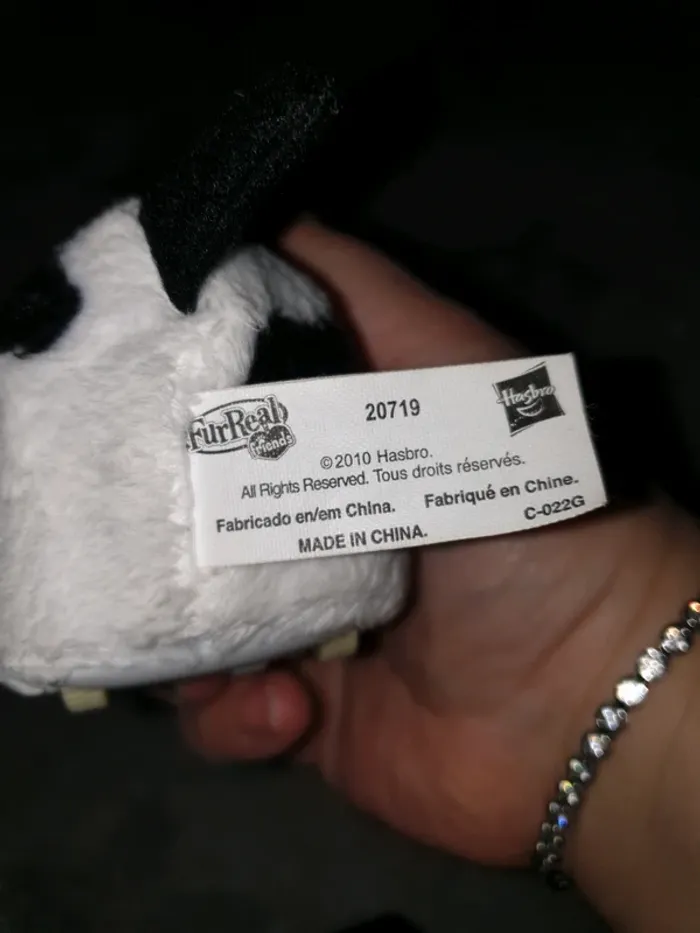 FurReal friends
20719
Hasbro
©2010 Hasbro.
All Rights Reserved. Tous droits réservés.
Fabricado en/em China. Fabriqué en Chine.
MADE IN CHINA. C-022G